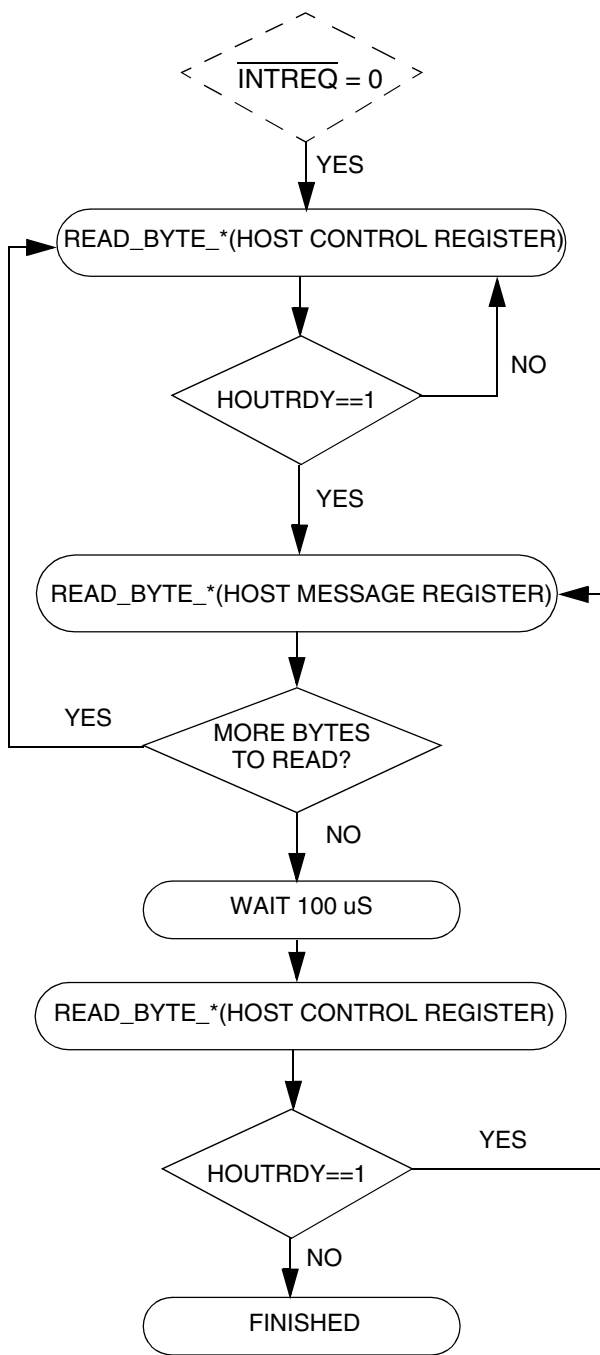 INTREQ = 0
YES
READ_BYTE_*(HOST CONTROL REGISTER)
NO
HOUTRDY==1
YES
READ_BYTE_*(HOST MESSAGE REGISTER)
YES
MORE BYTES
TO READ?
NO
WAIT 100 uS
READ_BYTE_*(HOST CONTROL REGISTER)
YES
HOUTRDY==1
NO
FINISHED